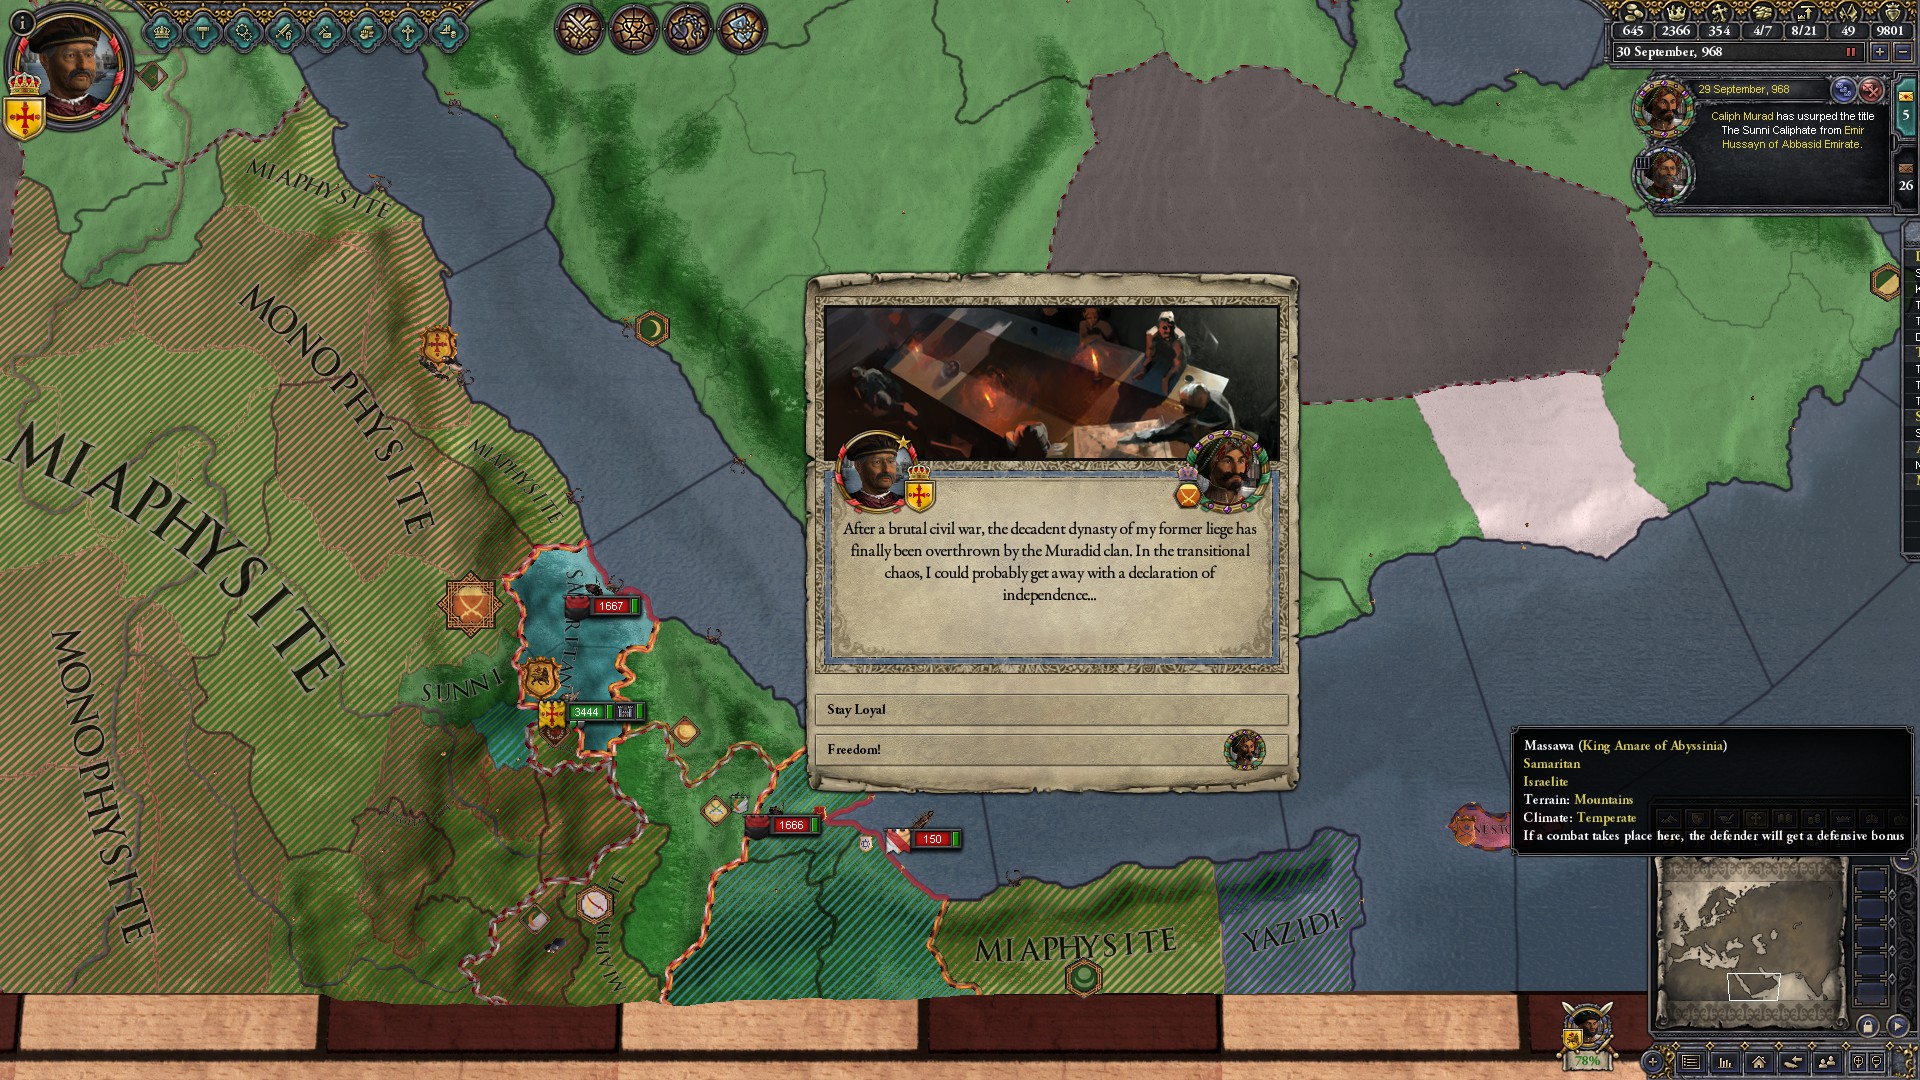 645 2366 354 4/7 8/21 49 9801
30 September, 968
29 September, 968
Caliph Murad has usurped the title
The Sunni Caliphate from Emir
Hussayn of Abbasid Emirate.
5
26
MIAPHYSITE
MONOPHYSITE
MIAPHYSITE
MIAPHYSITE
MONOPHYSITE
SUNNI
1667
3444
1666
150
MIAPHYSITE
MIAPHYSITE
YAZIDI
After a brutal civil war, the decadent dynasty of my former liege has
finally been overthrown by the Muradid clan. In the transitional
chaos, I could probably get away with a declaration of
independence...
Stay Loyal
Freedom!
Massawa (King Amare of Abyssinia)
Samaritan
Israelite
Terrain: Mountains
Climate: Temperate
If a combat takes place here, the defender will get a defensive bonus
78%